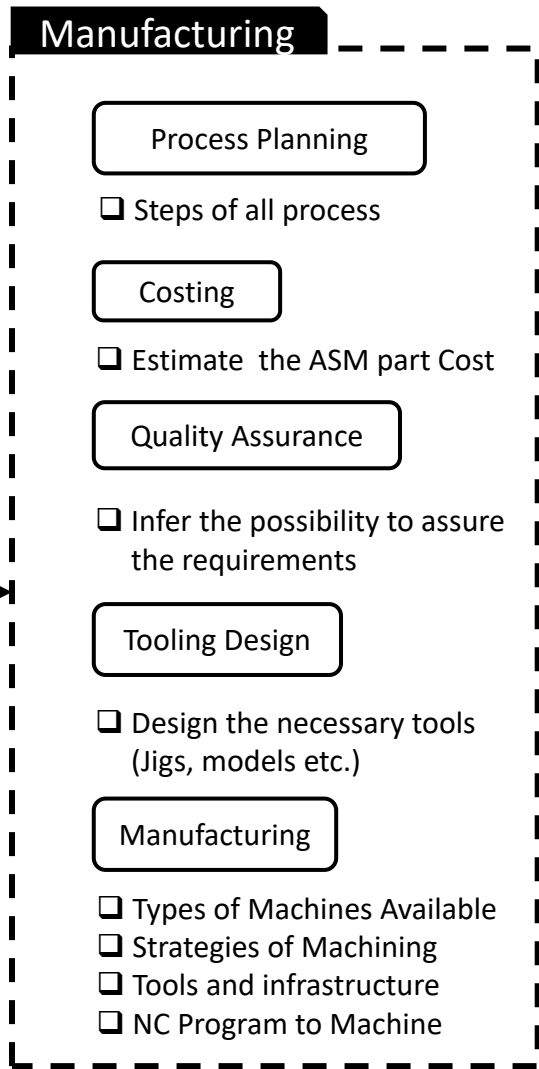 Manufacturing
Process Planning
❑ Steps of all process
Costing
❑ Estimate  the ASM part Cost
Quality Assurance
❑ Infer the possibility to assure
the requirements
Tooling Design
❑ Design the necessary tools
(Jigs, models etc.)
Manufacturing
❑ Types of Machines Available
❑ Strategies of Machining
❑ Tools and infrastructure
❑ NC Program to Machine